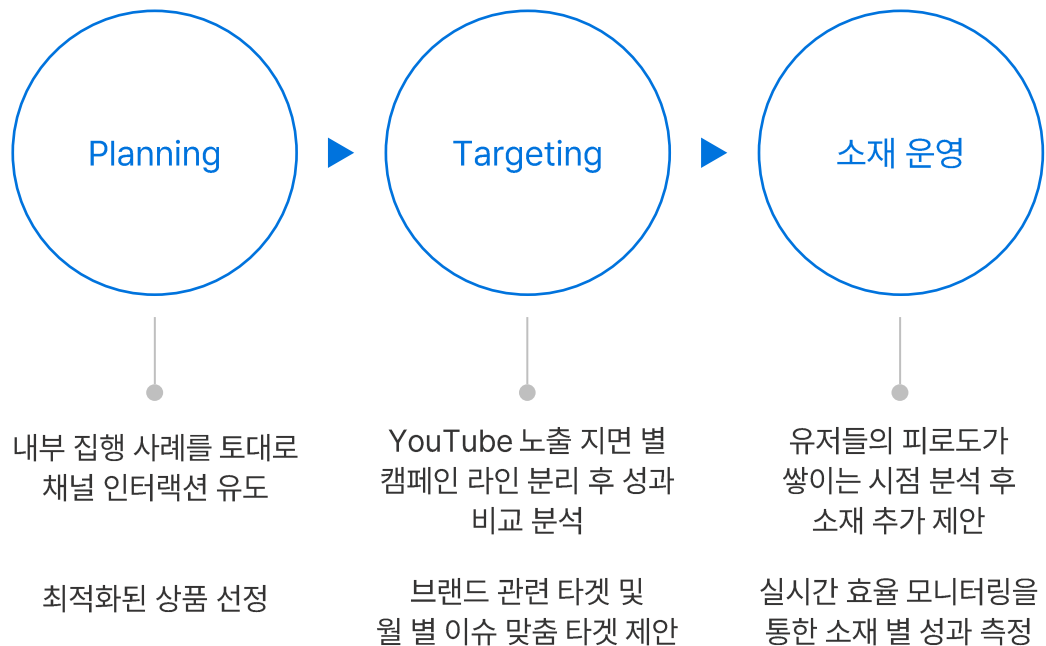 Planning
Targeting
소재 운영
내부 집행 사례를 토대로
채널 인터랙션 유도
최적화된 상품 선정
YouTube 노출 지면 별
캠페인 라인 분리 후 성과
비교 분석
브랜드 관련 타겟 및
월 별 이슈 맞춤 타겟 제안
유저들의 피로도가
쌓이는 시점 분석 후
소재 추가 제안
실시간 효율 모니터링을
통한 소재 별 성과 측정